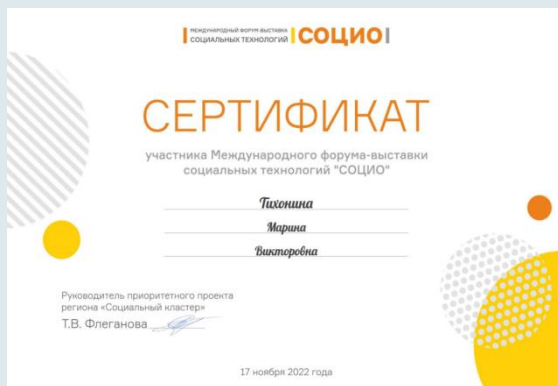 МЕЖДУНАРОДНЫЙ ФОРУМ-ВЫСТАВКА
СОЦИАЛЬНЫХ ТЕХНОЛОГИЙ
СОЦИО
СЕРТИФИКАТ
участника Международного форума-выставки
социальных технологий "СОЦИО"
Тихонина
Марина
Викторовна
Руководитель приоритетного проекта
региона «Социальный кластер»
Т.В. Флеганова
17 ноября 2022 года